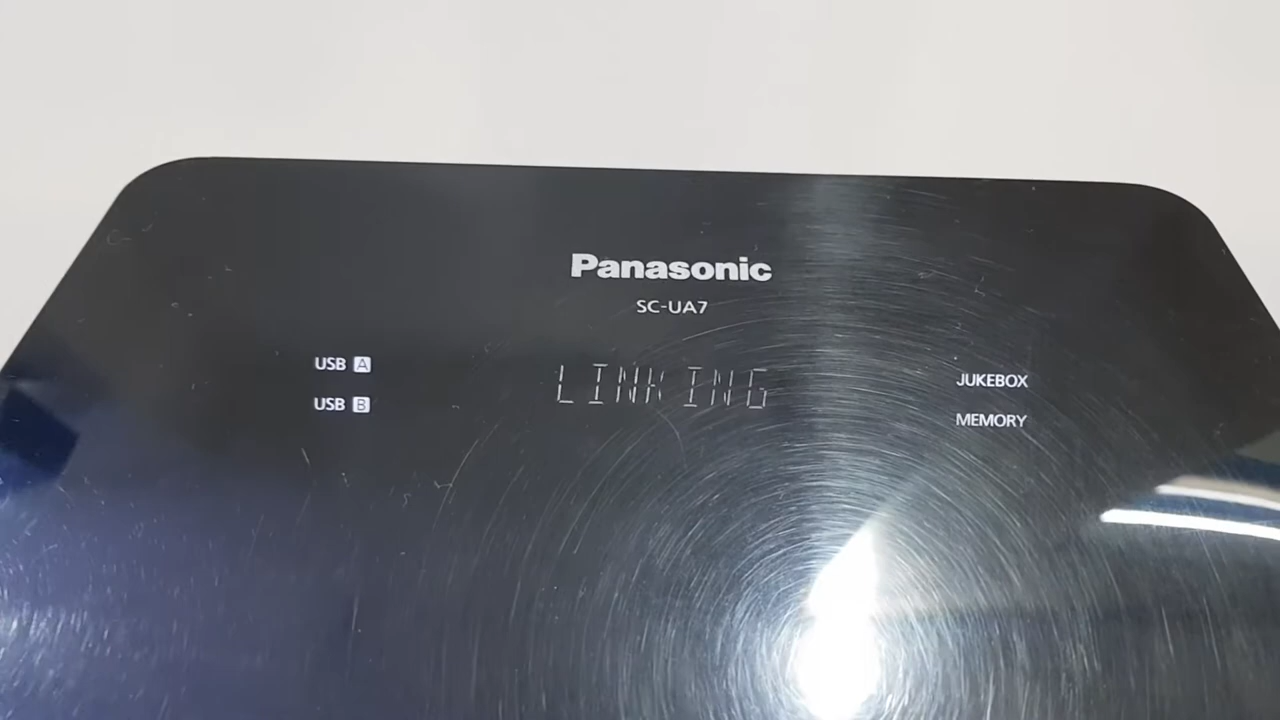 Panasonic
SC-UA7
USB A
USB B
LINKING
JUKEBOX
MEMORY